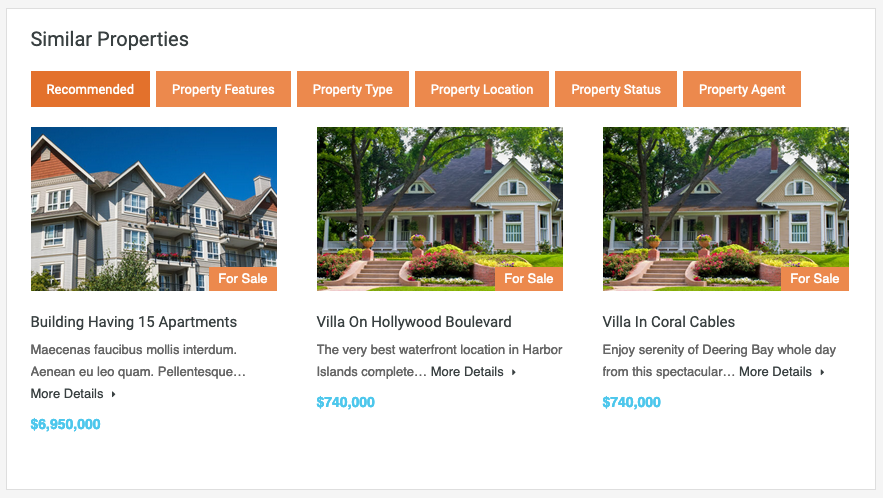 Similar Properties
Recommended
Property Features
Property Type
Property Location
Property Status
Property Agent
For Sale
For Sale
For Sale
Building Having 15 Apartments
Maecenas faucibus mollis interdum.
Aenean eu leo quam. Pellentesque…
More Details
$6,950,000
Villa On Hollywood Boulevard
The very best waterfront location in Harbor
Islands complete… More Details
$740,000
Villa In Coral Cables
Enjoy serenity of Deering Bay whole day
from this spectacular… More Details
$740,000